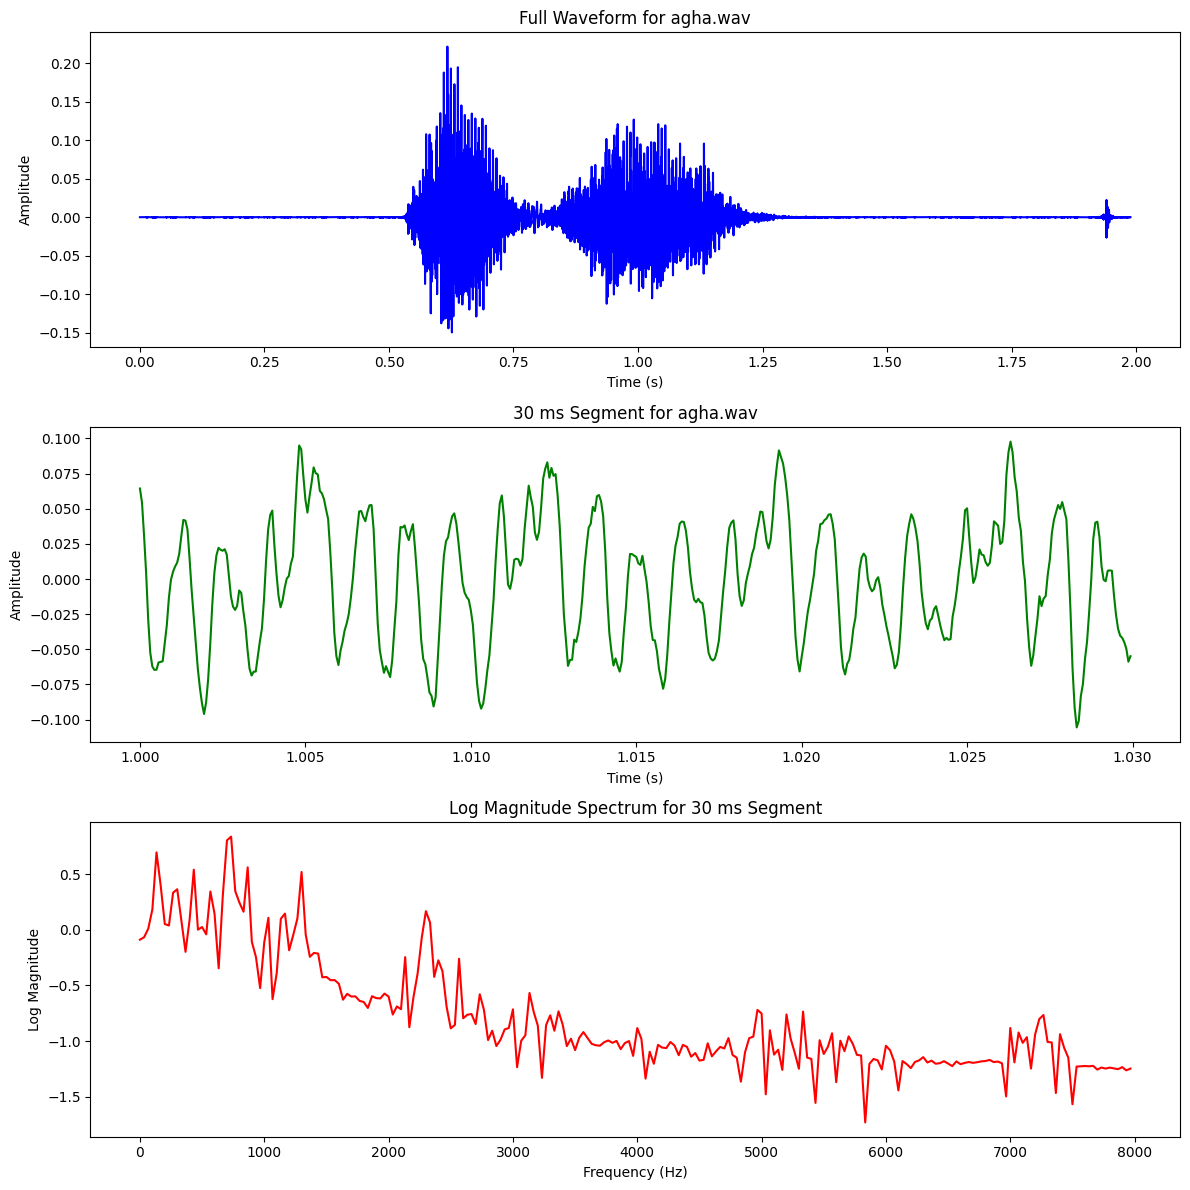 Full Waveform for agha.wav
0.20
0.15
0.10
0.05
0.00
−0.05
−0.10
−0.15
Amplitude
0.00 0.25 0.50 0.75 1.00 1.25 1.50 1.75 2.00
Time (s)
30 ms Segment for agha.wav
0.100
0.075
0.050
0.025
0.000
−0.025
−0.050
−0.075
−0.100
Amplitude
1.000 1.005 1.010 1.015 1.020 1.025 1.030
Time (s)
Log Magnitude Spectrum for 30 ms Segment
0.5
0.0
−0.5
−1.0
−1.5
Log Magnitude
0 1000 2000 3000 4000 5000 6000 7000 8000
Frequency (Hz)